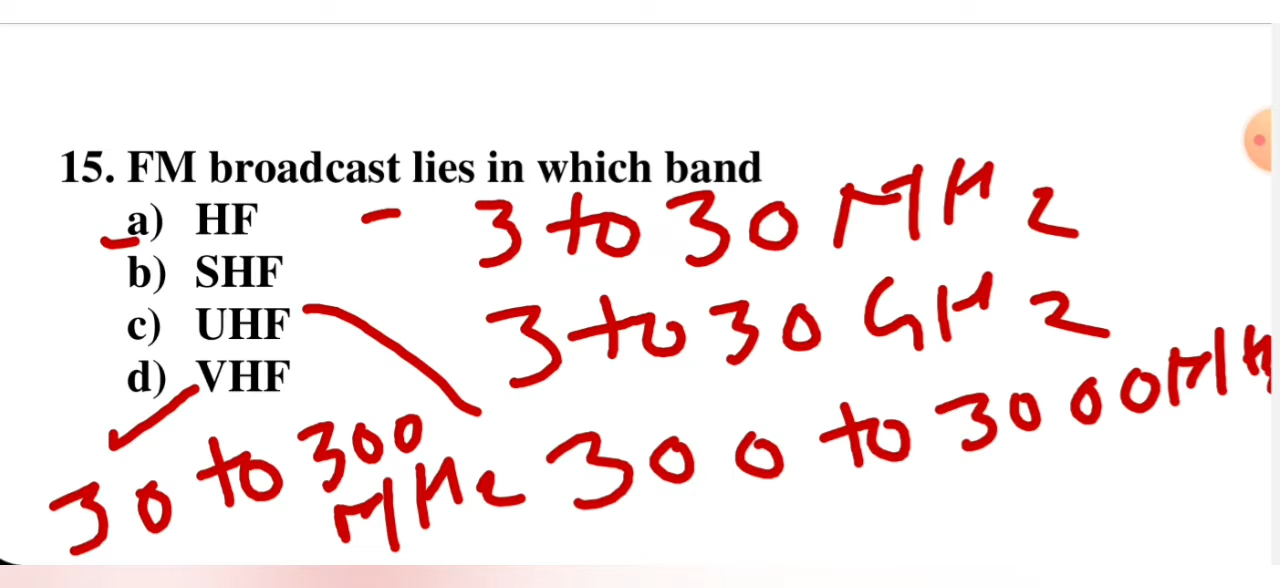 15. FM broadcast lies in which band
a) HF - 3 to 30 MHz
b) SHF 3 to 30 GHz
c) UHF 300 to 3000 MHz
d) VHF
30 to 300
MHz